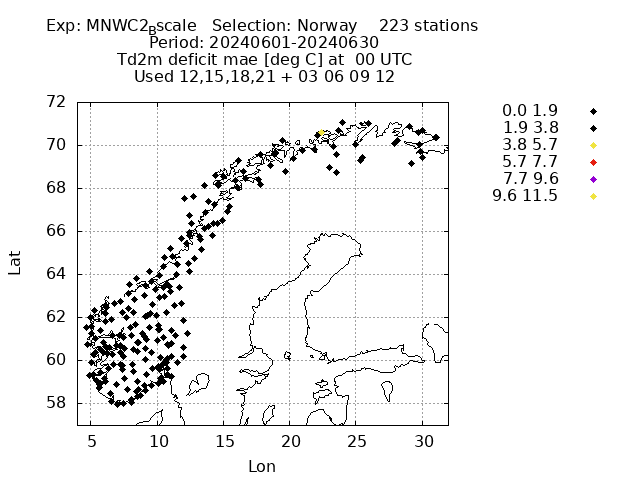 Exp: MNWC2_Bscale   Selection: Norway    223 stations
Period: 20240601-20240630
Td2m deficit mae [deg C] at  00 UTC
Used 12,15,18,21 + 03 06 09 12
0.0 1.9
1.9 3.8
3.8 5.7
5.7 7.7
7.7 9.6
9.6 11.5
72
70
68
66
64
62
60
58
Lat
5 10 15 20 25 30
Lon